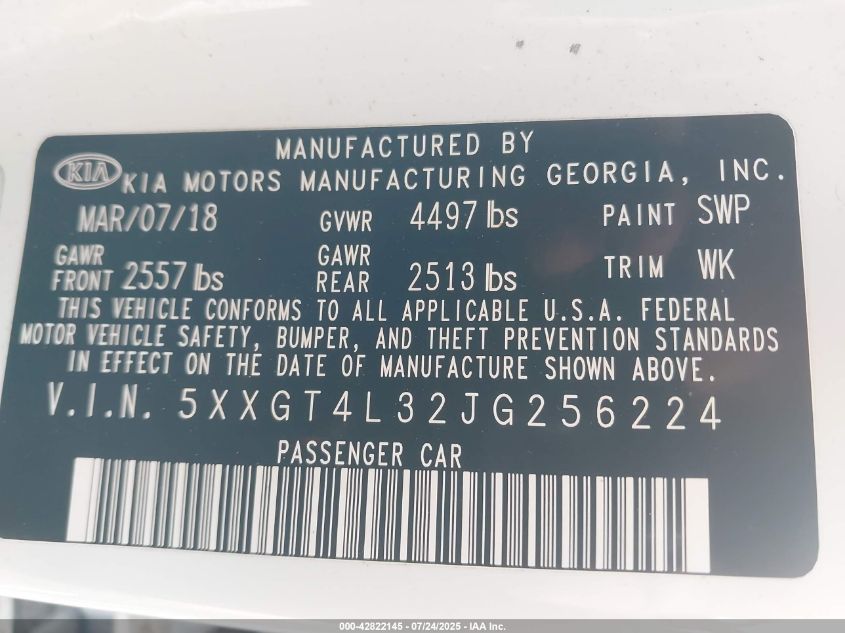 MANUFACTURED BY
KIA KIA MOTORS MANUFACTURING GEORGIA, INC.
MAR/07/18 GVWR 4497 lbs PAINT SWP
GAWR FRONT 2557 lbs GAWR REAR 2513 lbs TRIM WK
THIS VEHICLE CONFORMS TO ALL APPLICABLE U.S.A. FEDERAL
MOTOR VEHICLE SAFETY, BUMPER, AND THEFT PREVENTION STANDARDS
IN EFFECT ON THE DATE OF MANUFACTURE SHOWN ABOVE.
V.I.N. 5XXGT4L32JG256224
PASSENGER CAR
000-42822145 - 07/24/2025 - IAA Inc.